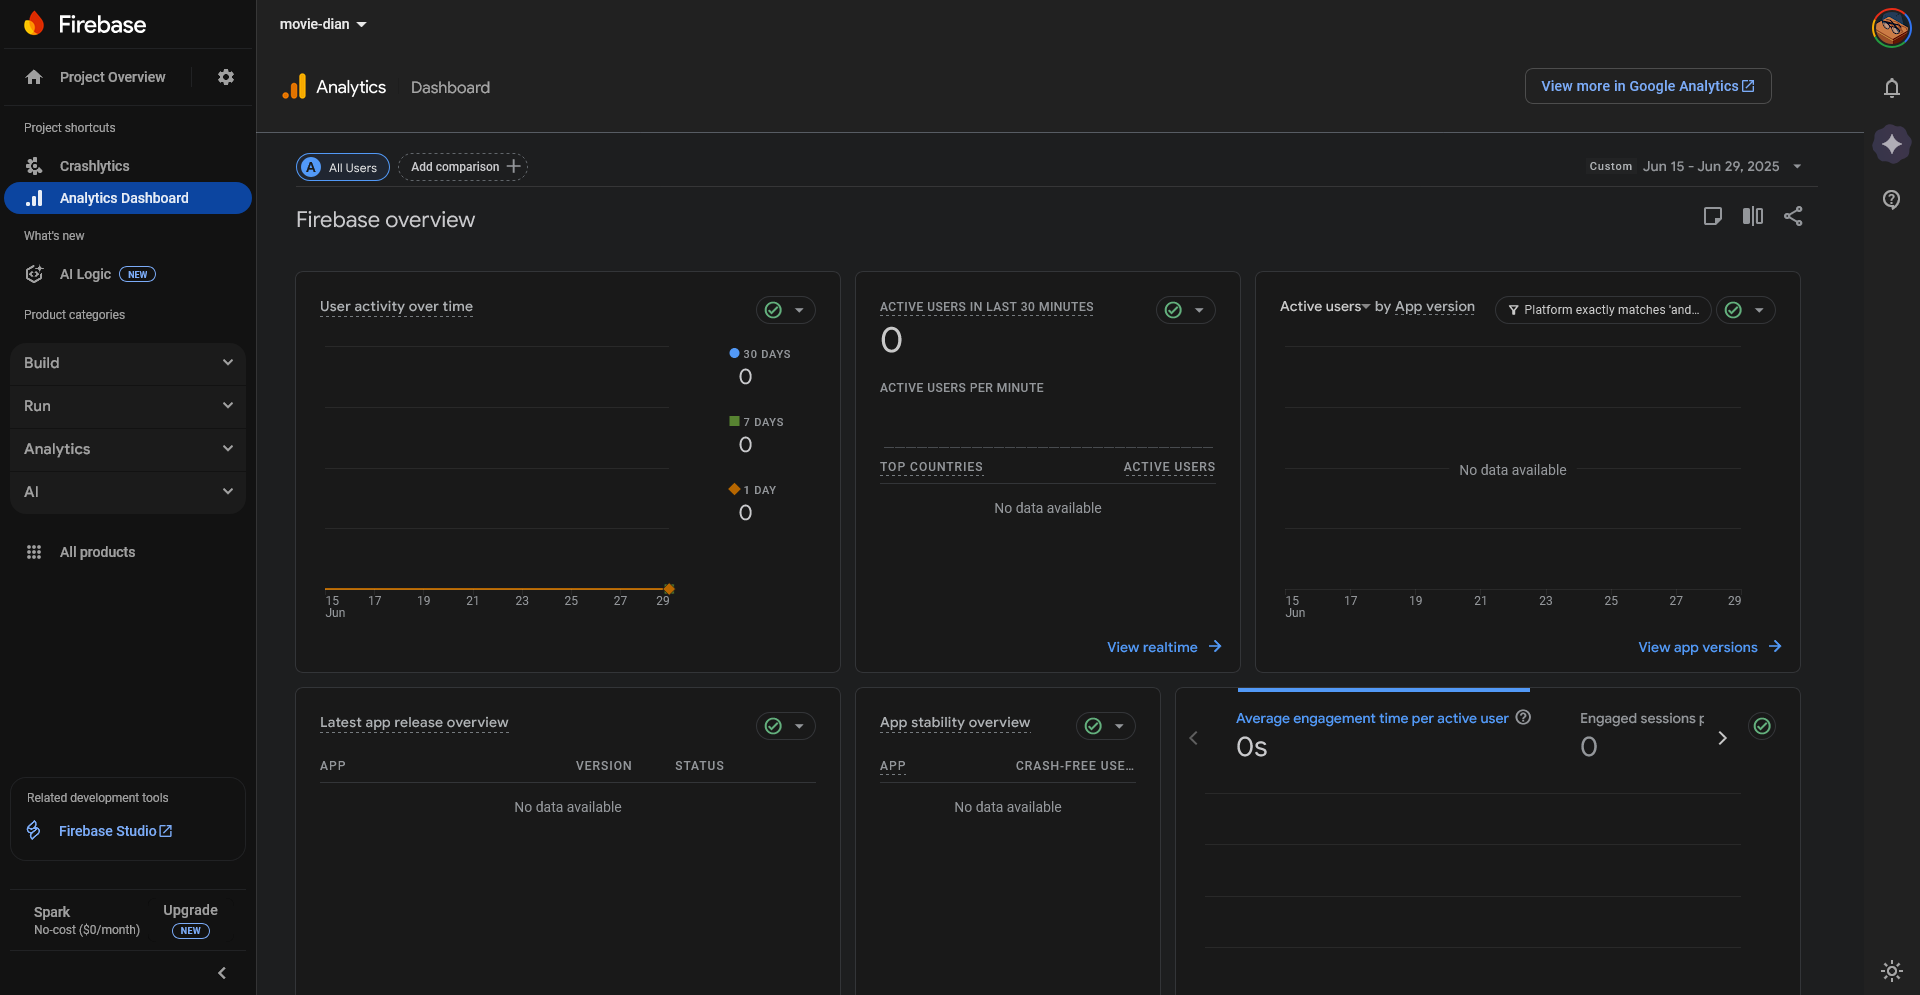 Firebase
movie-dian
Project Overview
Analytics
Dashboard
View more in Google Analytics
Project shortcuts
Crashlytics
Analytics Dashboard
What's new
AI Logic
NEW
Product categories
Build
Run
Analytics
AI
All products
Related development tools
Firebase Studio
Spark
No-cost ($0/month)
Upgrade
NEW
A All Users
Add comparison
Custom Jun 15 - Jun 29, 2025
Firebase overview
User activity over time
30 DAYS
0
7 DAYS
0
1 DAY
0
15 17 19 21 23 25 27 29
Jun
ACTIVE USERS IN LAST 30 MINUTES
0
ACTIVE USERS PER MINUTE
TOP COUNTRIES ACTIVE USERS
No data available
View realtime
Active users by App version
Platform exactly matches 'and...
No data available
15 17 19 21 23 25 27 29
Jun
View app versions
Latest app release overview
APP VERSION STATUS
No data available
App stability overview
APP CRASH-FREE USE...
No data available
Average engagement time per active user
0s
Engaged sessions p
0